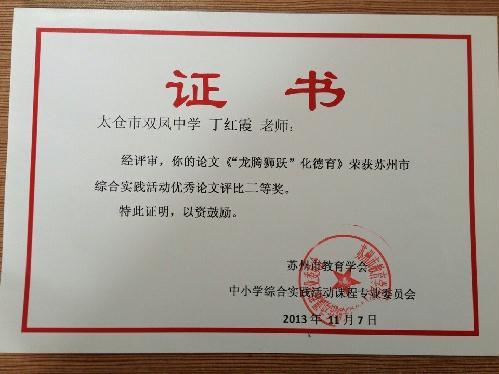 证书
太仓市双凤中学 丁红霞 老师：
经评审，你的论文《“龙腾狮跃”化德育》荣获苏州市
综合实践活动优秀论文评比二等奖。
特此证明，以资鼓励。
苏州市教育学会
中小学综合实践活动课程专业委员会
2013年 11月7日